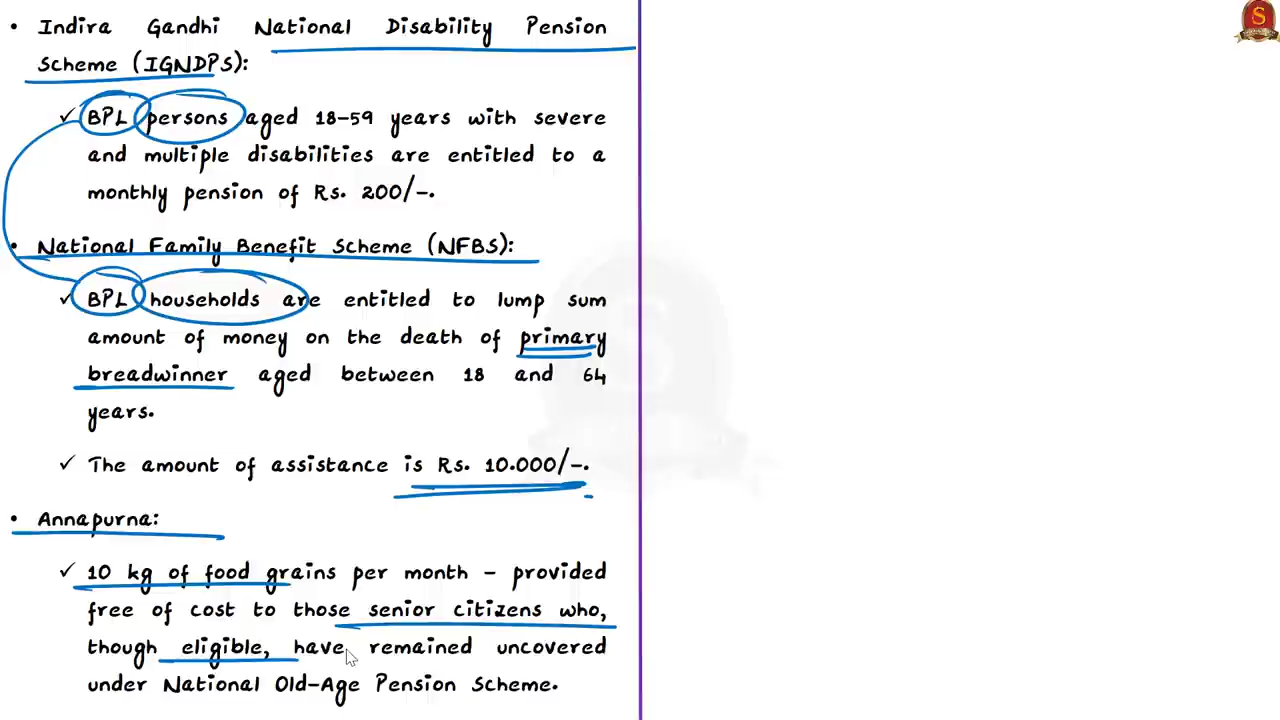 • Indira Gandhi National Disability Pension
Scheme (IGNDPS):
✓ BPL persons aged 18-59 years with severe
and multiple disabilities are entitled to a
monthly pension of Rs. 200/-.
• National Family Benefit Scheme (NFBS):
✓ BPL households are entitled to lump sum
amount of money on the death of primary
breadwinner aged between 18 and 64
years.
✓ The amount of assistance is Rs. 10.000/-.
• Annapurna:
✓ 10 kg of food grains per month – provided
free of cost to those senior citizens who,
though eligible, have remained uncovered
under National Old-Age Pension Scheme.
S